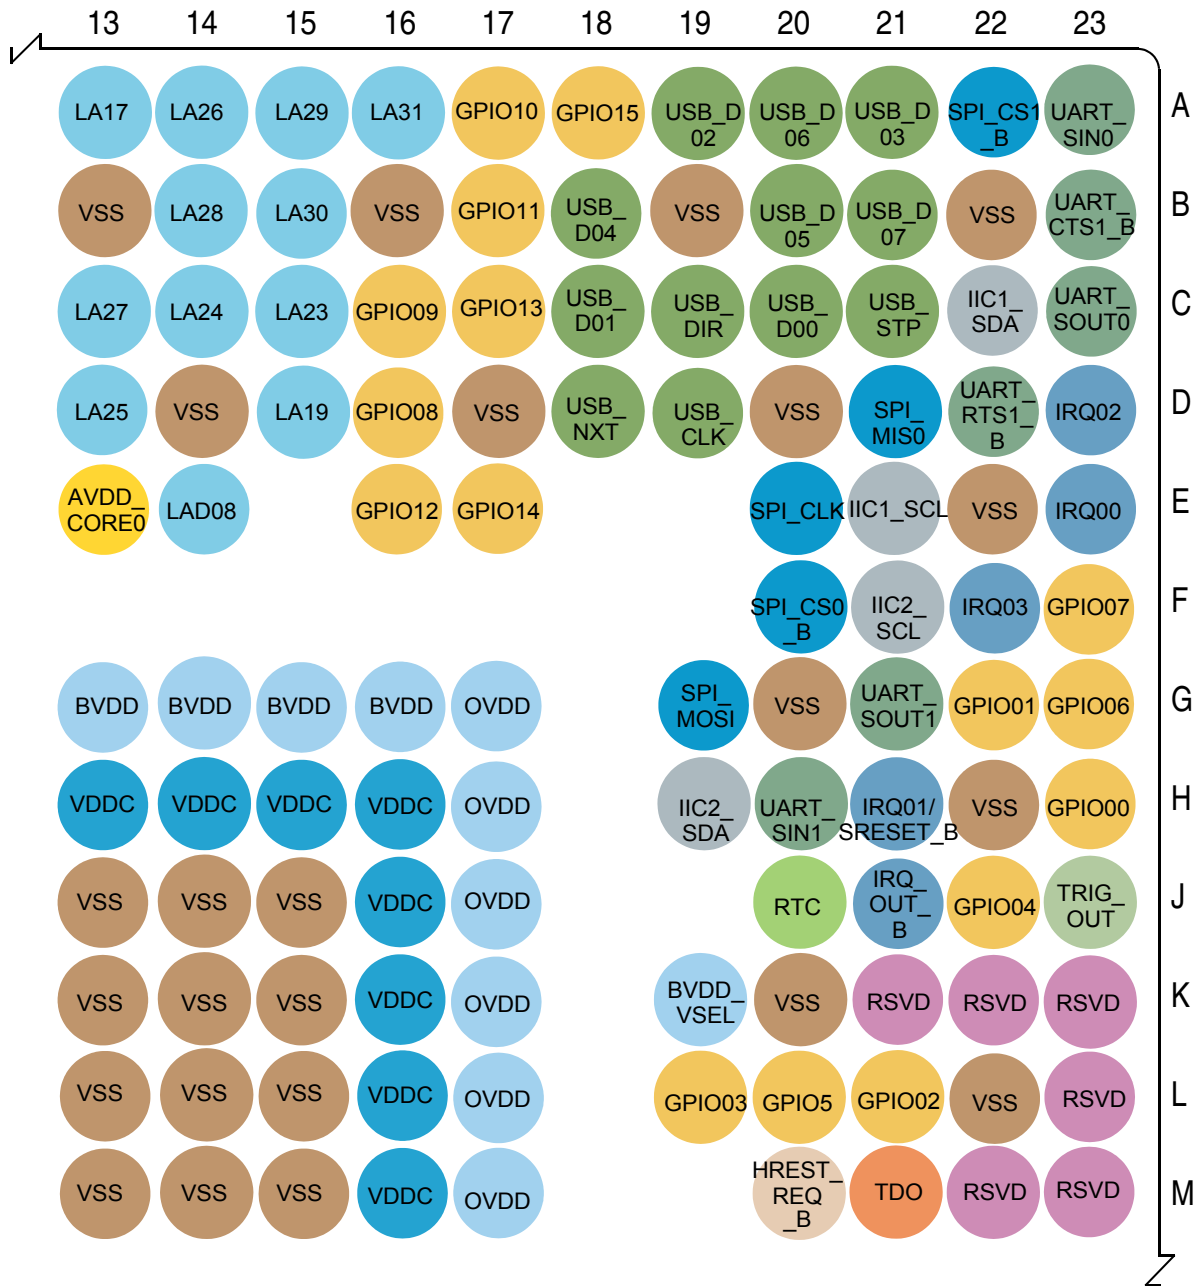 13 14 15 16 17 18 19 20 21 22 23
LA17 LA26 LA29 LA31 GPIO10 GPIO15 USB_D02 USB_D06 USB_D03 SPI_CS1_B UART_SIN0 A
VSS LA28 LA30 VSS GPIO11 USB_D04 VSS USB_D05 USB_D07 VSS UART_CTS1_B B
LA27 LA24 LA23 GPIO09 GPIO13 USB_D01 USB_DIR USB_D00 USB_STP IIC1_SDA UART_SOUT0 C
LA25 VSS LA19 GPIO08 VSS USB_NXT USB_CLK VSS SPI_MIS0 UART_RTS1_B IRQ02 D
AVDD_CORE0 LAD08 GPIO12 GPIO14 SPI_CLK IIC1_SCL VSS IRQ00 E
SPI_CS0_B IIC2_SCL IRQ03 GPIO07 F
BVDD BVDD BVDD BVDD OVDD SPI_MOSI VSS UART_SOUT1 GPIO01 GPIO06 G
VDDC VDDC VDDC VDDC OVDD IIC2_SDA UART_SIN1 IRQ01/SRESET_B VSS GPIO00 H
VSS VSS VSS VDDC OVDD RTC IRQ_OUT_B GPIO04 TRIG_OUT J
VSS VSS VSS VDDC OVDD BVDD_VSEL VSS RSVD RSVD RSVD K
VSS VSS VSS VDDC OVDD GPIO03 GPIO5 GPIO02 VSS RSVD L
VSS VSS VSS VDDC OVDD HREST_REQ_B TDO RSVD RSVD M